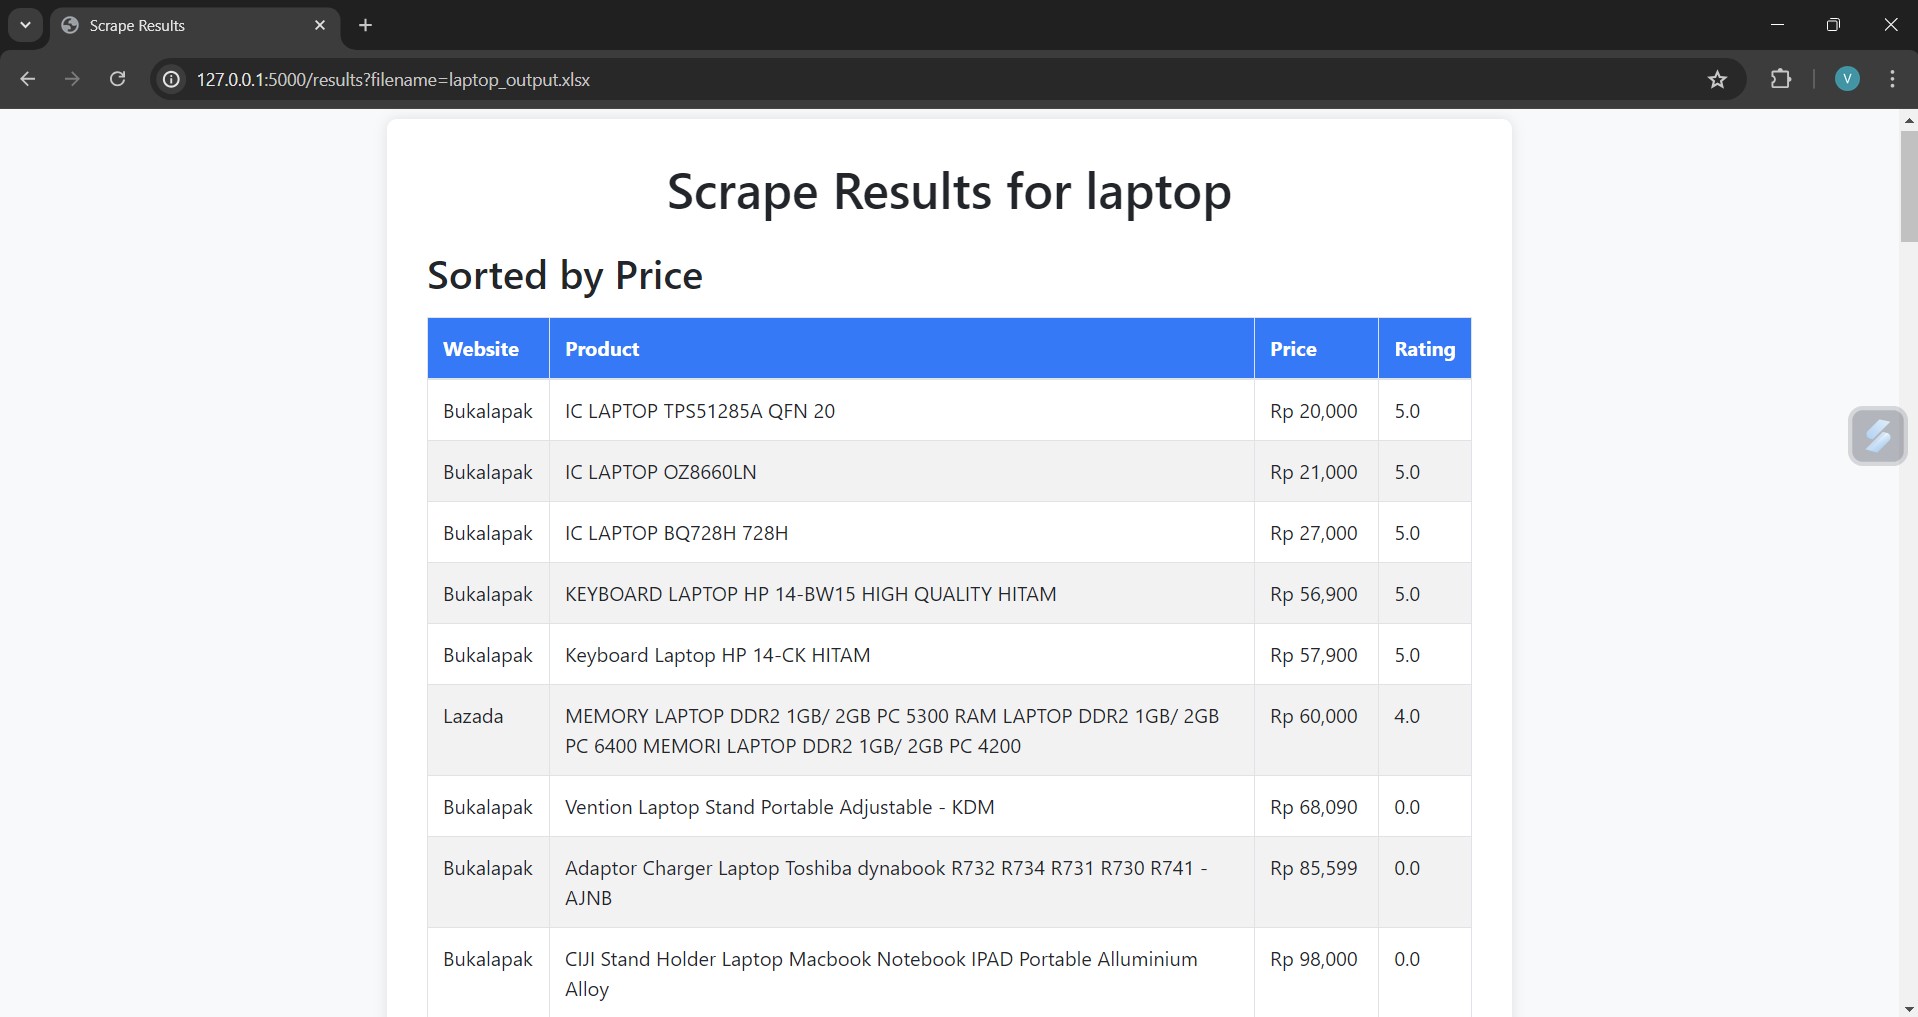 Scrape Results
127.0.0.1:5000/results?filename=laptop_output.xlsx
V
Scrape Results for laptop
Sorted by Price
Website Product Price Rating
Bukalapak IC LAPTOP TPS51285A QFN 20 Rp 20,000 5.0
Bukalapak IC LAPTOP OZ8660LN Rp 21,000 5.0
Bukalapak IC LAPTOP BQ728H 728H Rp 27,000 5.0
Bukalapak KEYBOARD LAPTOP HP 14-BW15 HIGH QUALITY HITAM Rp 56,900 5.0
Bukalapak Keyboard Laptop HP 14-CK HITAM Rp 57,900 5.0
Lazada MEMORY LAPTOP DDR2 1GB/ 2GB PC 5300 RAM LAPTOP DDR2 1GB/ 2GB Rp 60,000 4.0
PC 6400 MEMORI LAPTOP DDR2 1GB/ 2GB PC 4200
Bukalapak Vention Laptop Stand Portable Adjustable - KDM Rp 68,090 0.0
Bukalapak Adaptor Charger Laptop Toshiba dynabook R732 R734 R731 R730 R741 - Rp 85,599 0.0
AJNB
Bukalapak CIJI Stand Holder Laptop Macbook Notebook IPAD Portable Alluminium Rp 98,000 0.0
Alloy